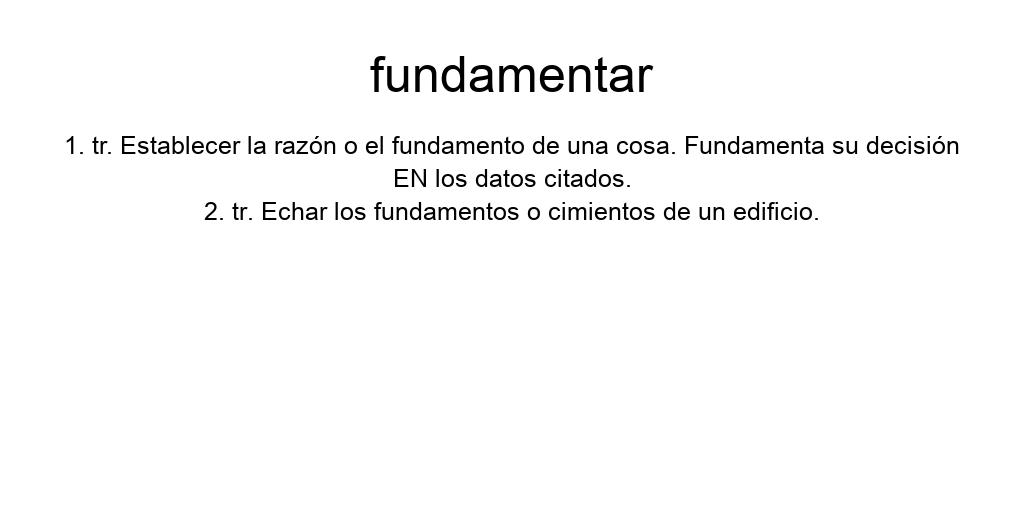 fundamentar
1. tr. Establecer la razón o el fundamento de una cosa. Fundamenta su decisión
EN los datos citados.
2. tr. Echar los fundamentos o cimientos de un edificio.